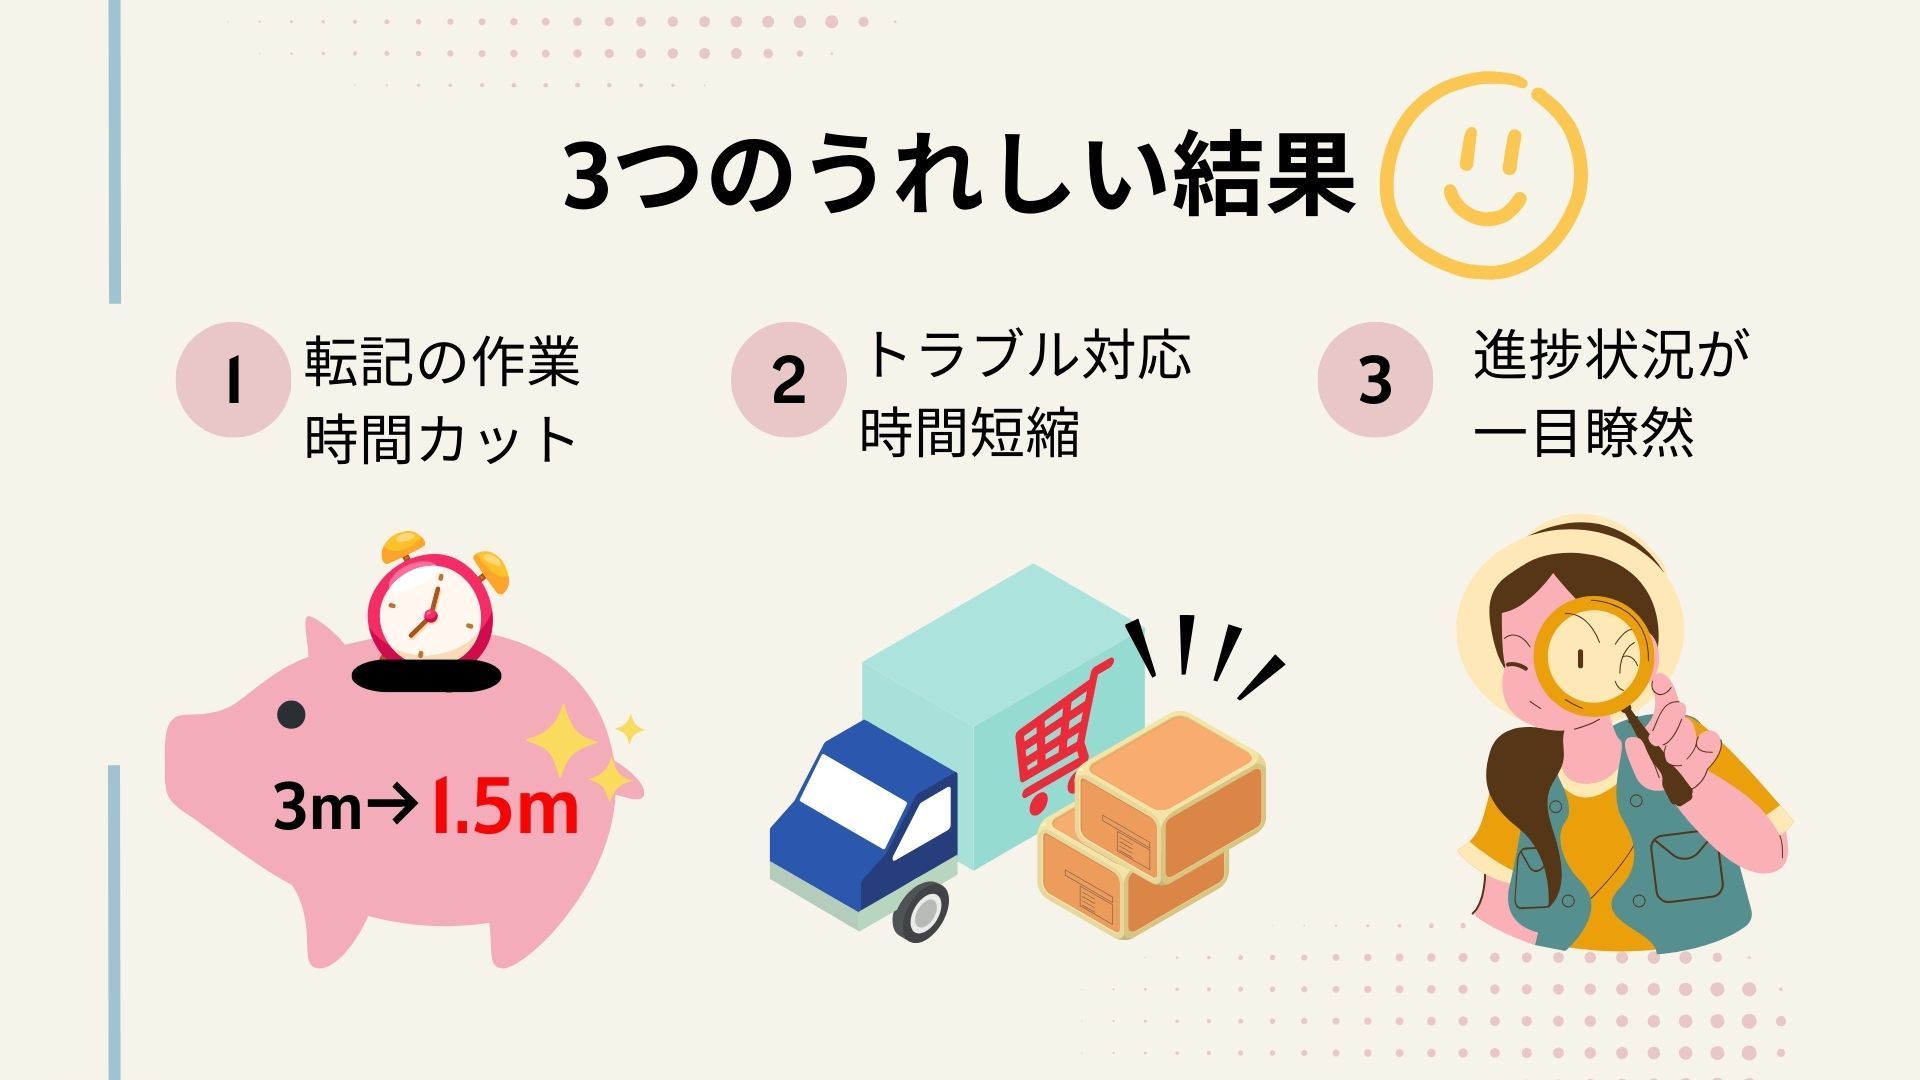 3つのうれしい結果
1
転記の作業
時間カット
2
トラブル対応
時間短縮
3
進捗状況が
一目瞭然
3m→1.5m